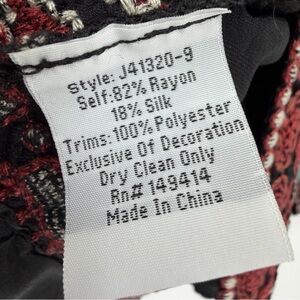 Style: J41320-9
Self:82% Rayon
18% Silk
Trims:100% Polyester
Exclusive Of Decoration
Dry Clean Only
Rn# 149414
Made In China